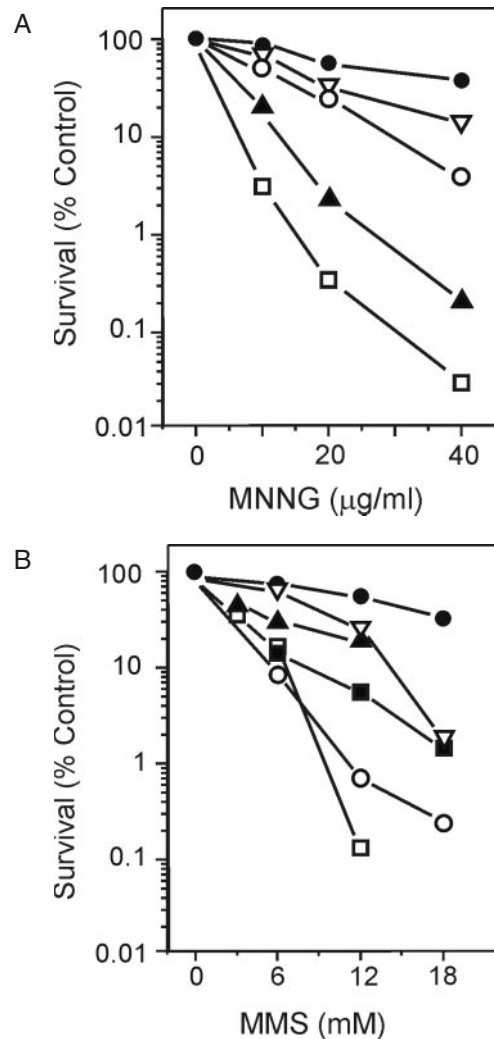 A
Survival (% Control)
100
10
1
0.1
0.01
0 20 40
MNNG (μg/ml)
B
Survival (% Control)
100
10
1
0.1
0.01
0 6 12 18
MMS (mM)